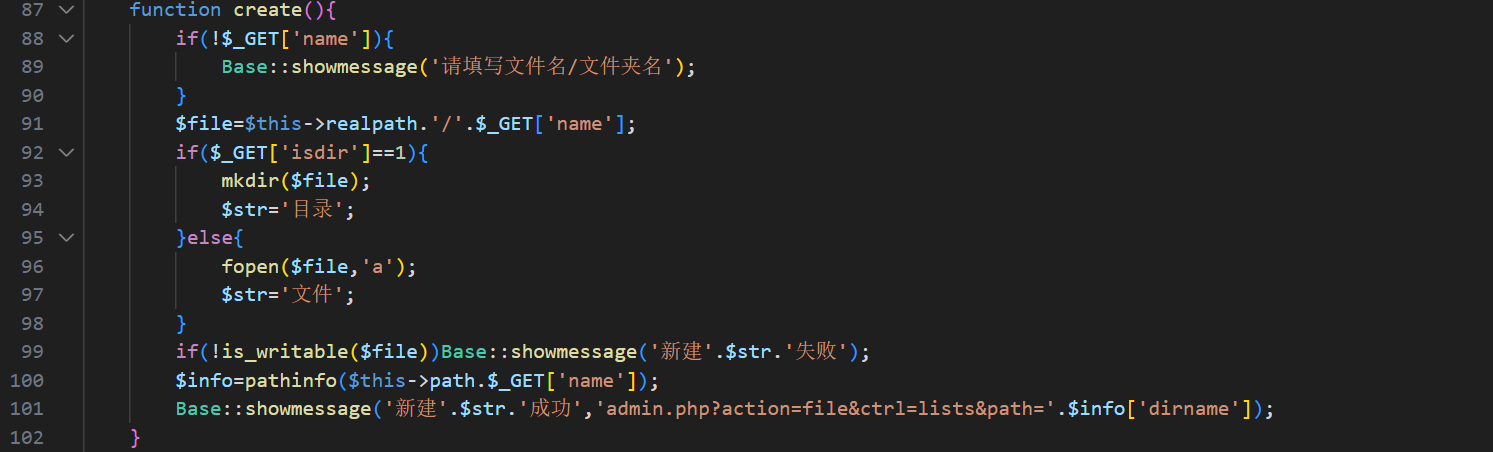 87 function create(){
88 if(!$_GET['name']){
89 Base::showmessage('请填写文件名/文件夹名');
90 }
91 $file=$this->realpath.'/'.$_GET['name'];
92 if($_GET['isdir']==1){
93 mkdir($file);
94 $str='目录';
95 }else{
96 fopen($file,'a');
97 $str='文件';
98 }
99 if(!is_writable($file))Base::showmessage('新建'.$str.'失败');
100 $info=pathinfo($this->path.$_GET['name']);
101 Base::showmessage('新建'.$str.'成功','admin.php?action=file&ctrl=lists&path='.$info['dirname']);
102 }